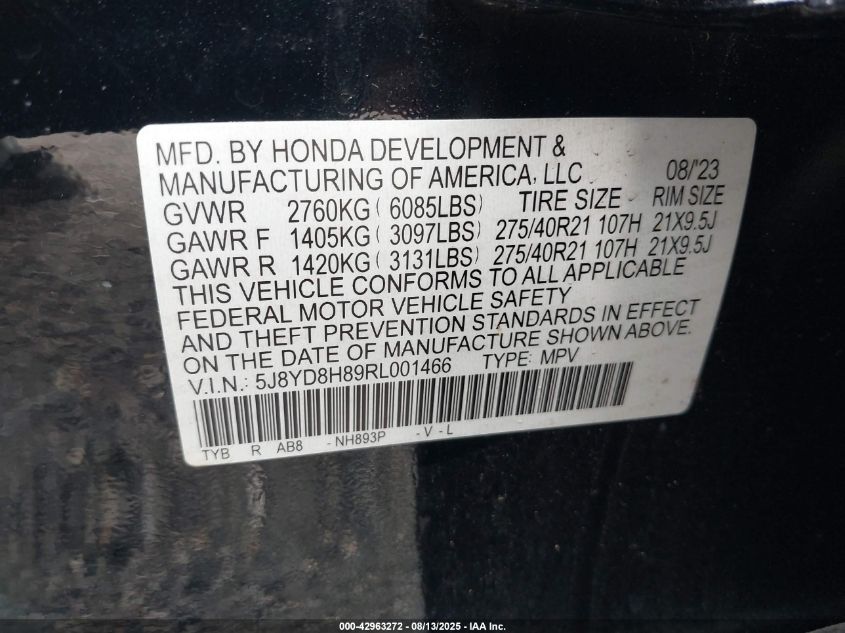 MFD. BY HONDA DEVELOPMENT &
MANUFACTURING OF AMERICA, LLC 08/'23
GVWR 2760KG ( 6085LBS) TIRE SIZE RIM SIZE
GAWR F 1405KG ( 3097LBS) 275/40R21 107H 21X9.5J
GAWR R 1420KG ( 3131LBS) 275/40R21 107H 21X9.5J
THIS VEHICLE CONFORMS TO ALL APPLICABLE
FEDERAL MOTOR VEHICLE SAFETY
AND THEFT PREVENTION STANDARDS IN EFFECT
ON THE DATE OF MANUFACTURE SHOWN ABOVE.
V.I.N.: 5J8YD8H89RL001466 TYPE: MPV
TYB R AB8 -NH893P -V-L
000-42963272 - 08/13/2025 - IAA Inc.